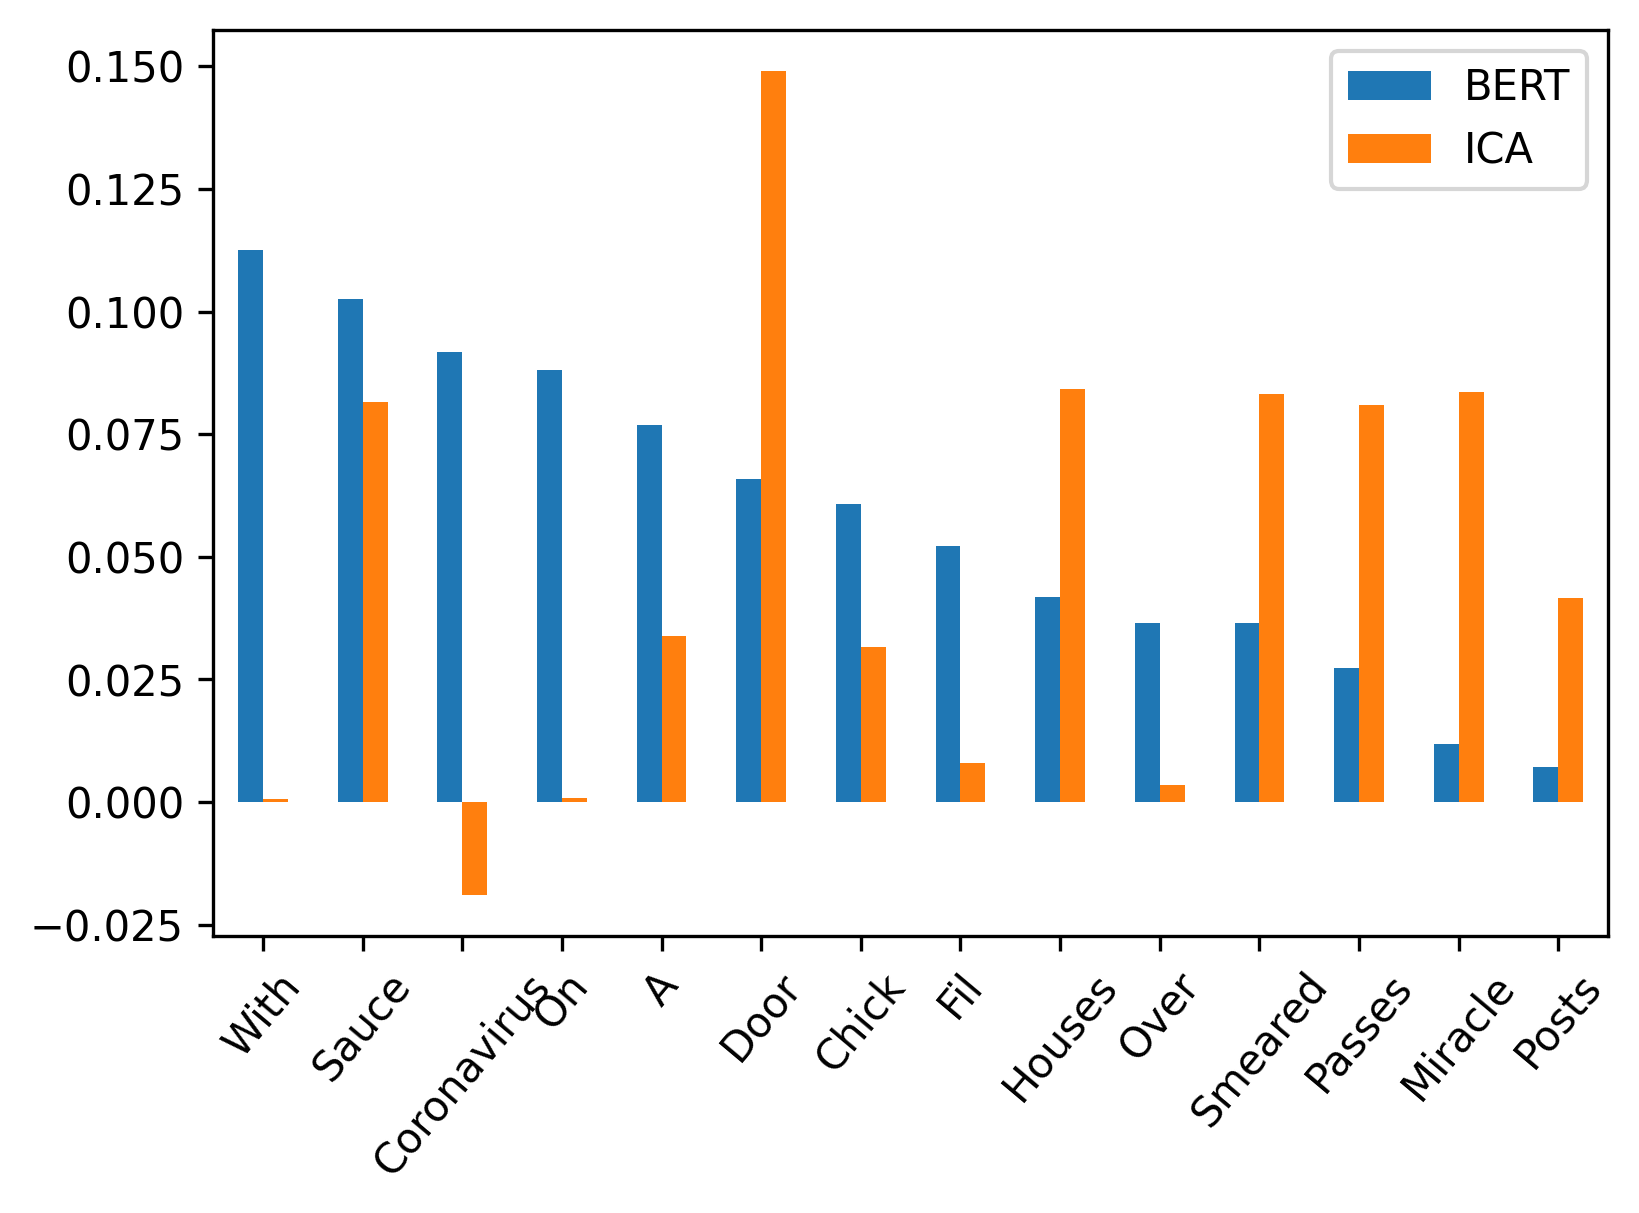 0.150
0.125
0.100
0.075
0.050
0.025
0.000
−0.025
BERT
ICA
With
Sauce
Coronavirus
On
A
Door
Chick
Fil
Houses
Over
Smeared
Passes
Miracle
Posts